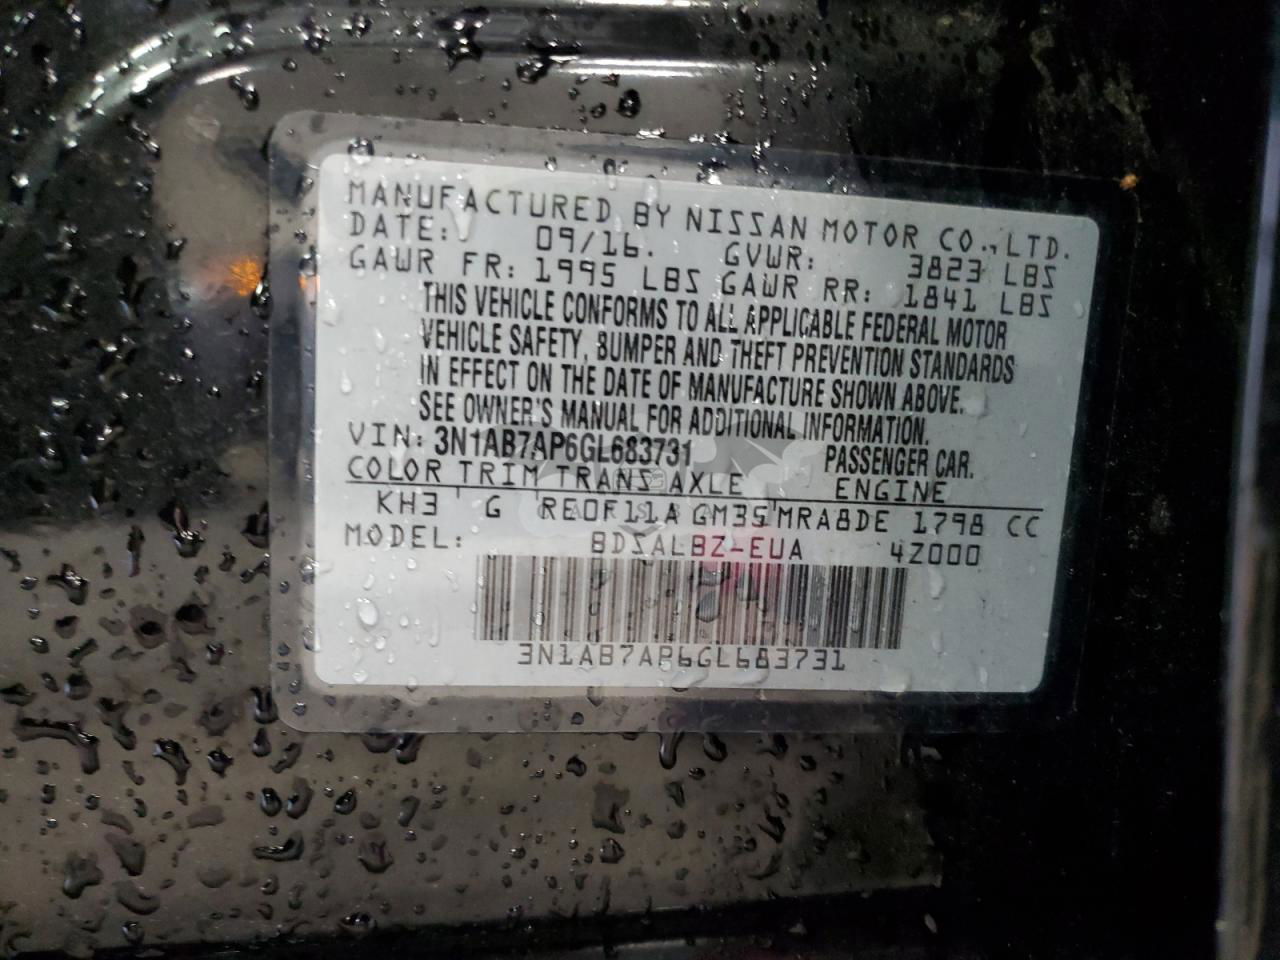 MANUFACTURED BY NISSAN MOTOR CO., LTD.
DATE: 09/16. GVWR: 3823 LBS
GAWR FR: 1995 LBS GAWR RR: 1841 LBS
THIS VEHICLE CONFORMS TO ALL APPLICABLE FEDERAL MOTOR
VEHICLE SAFETY, BUMPER AND THEFT PREVENTION STANDARDS
IN EFFECT ON THE DATE OF MANUFACTURE SHOWN ABOVE.
SEE OWNER'S MANUAL FOR ADDITIONAL INFORMATION.
VIN: 3N1AB7AP6GL683731 PASSENGER CAR.
COLOR TRIM TRANS AXLE ENGINE
KH3 G RE0F11A GM35 MRA8DE 1798 CC
MODEL: BDSALBZ-EUA 4Z000
3N1AB7AP6GL683731